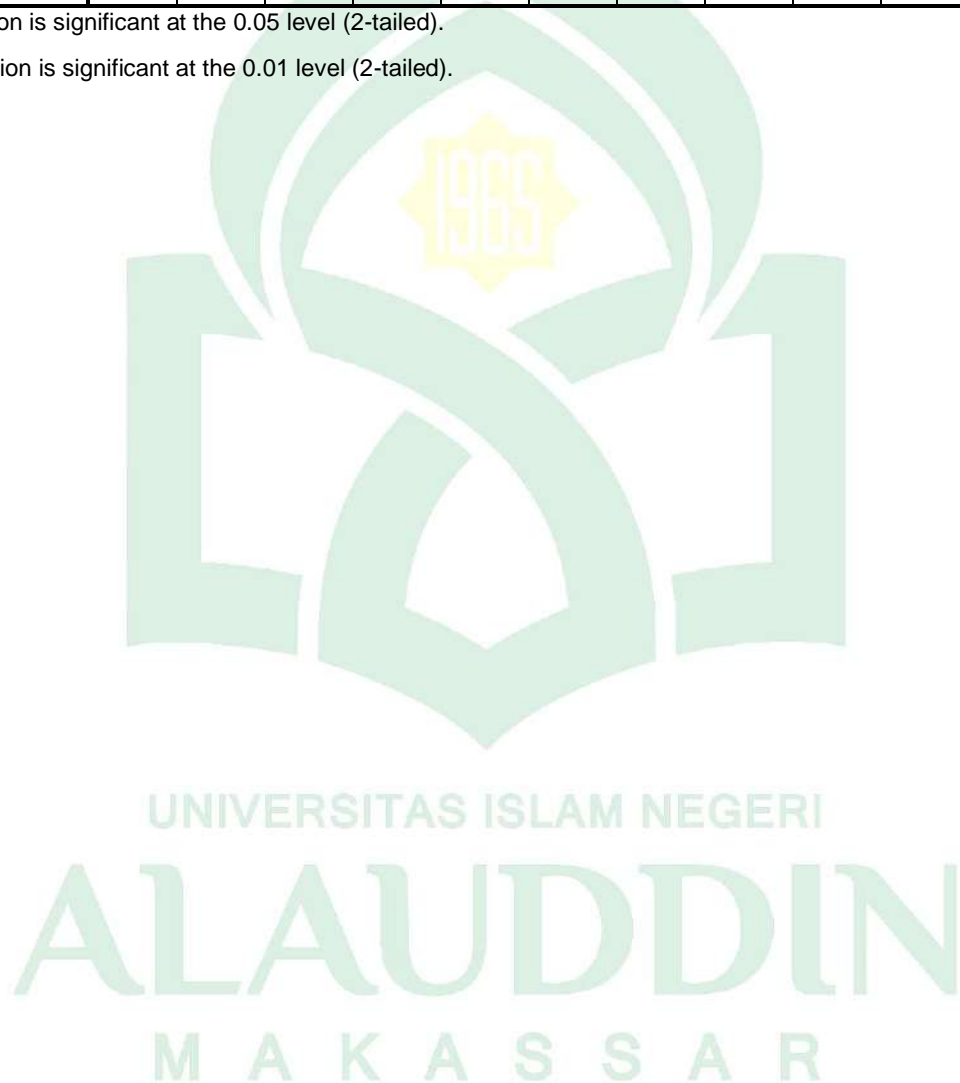 on is significant at the 0.05 level (2-tailed).
ion is significant at the 0.01 level (2-tailed).
1965
UNIVERSITAS ISLAM NEGERI
ALAUDDIN
MAKASSAR